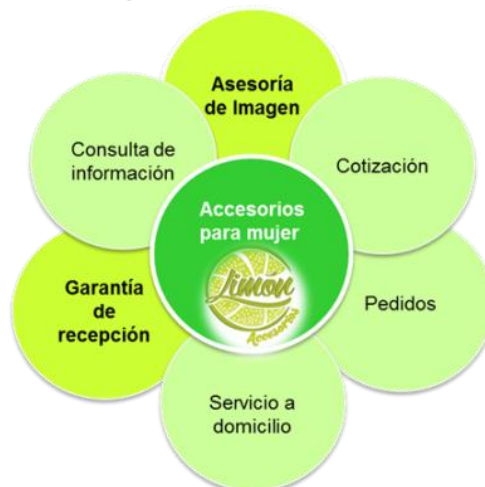 Asesoría
de Imagen
Consulta de
información
Cotización
Accesorios
para mujer
Limón
Accesorios
Garantía
de
recepción
Pedidos
Servicio a
domicilio